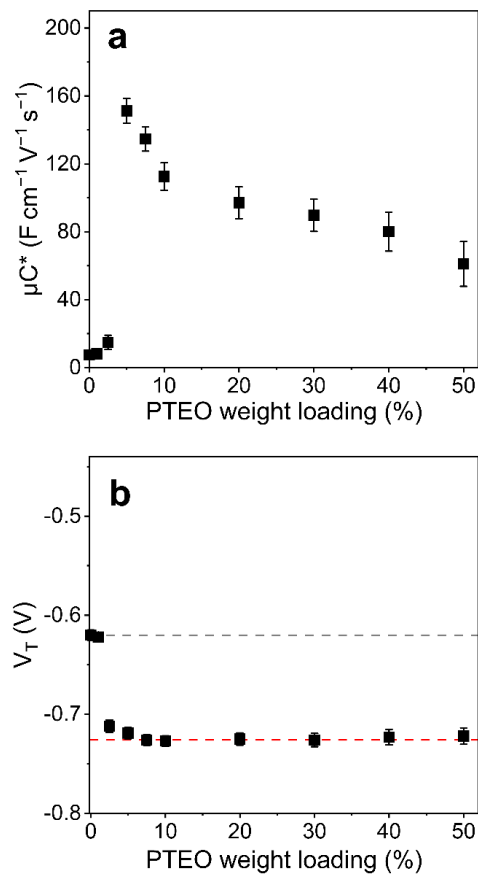 200
a
160
120
80
40
0
µC* (F cm⁻¹ V⁻¹ s⁻¹)
0 10 20 30 40 50
PTEO weight loading (%)
b
-0.5
-0.6
-0.7
-0.8
V_T (V)
0 10 20 30 40 50
PTEO weight loading (%)